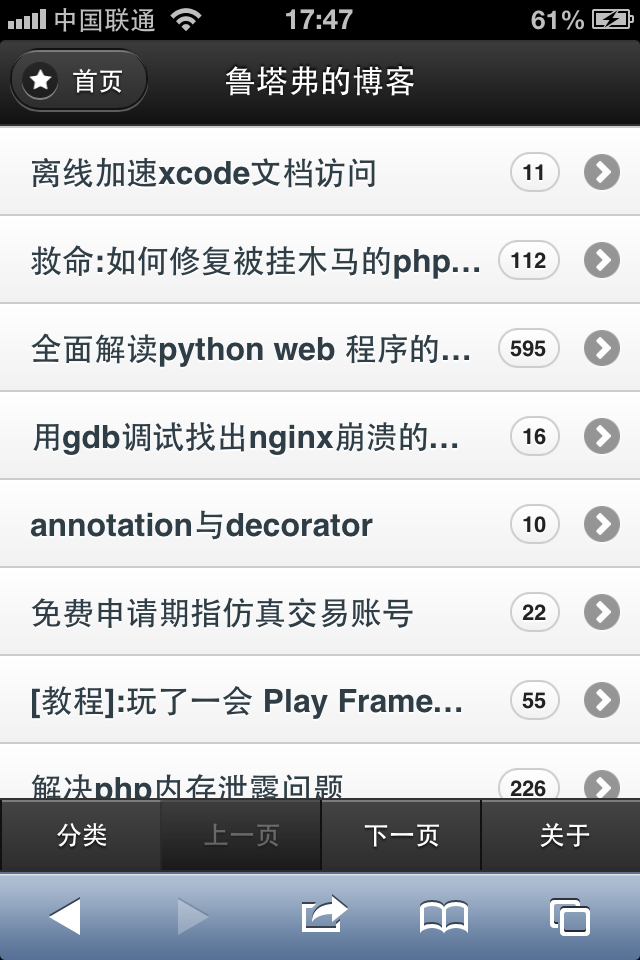 中国联通 17:47 61%
首页 鲁塔弗的博客
离线加速xcode文档访问 11
救命:如何修复被挂木马的php... 112
全面解读python web 程序的... 595
用gdb调试找出nginx崩溃的... 16
annotation与decorator 10
免费申请期指仿真交易账号 22
[教程]:玩了一会 Play Frame... 55
解决php内存泄露问题 226
分类 上一页 下一页 关于